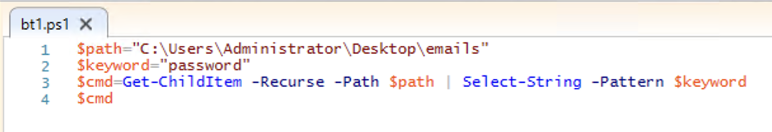 bt1.ps1 X
1 $path="C:\Users\Administrator\Desktop\emails"
2 $keyword="password"
3 $cmd=Get-ChildItem -Recurse -Path $path | Select-String -Pattern $keyword
4 $cmd